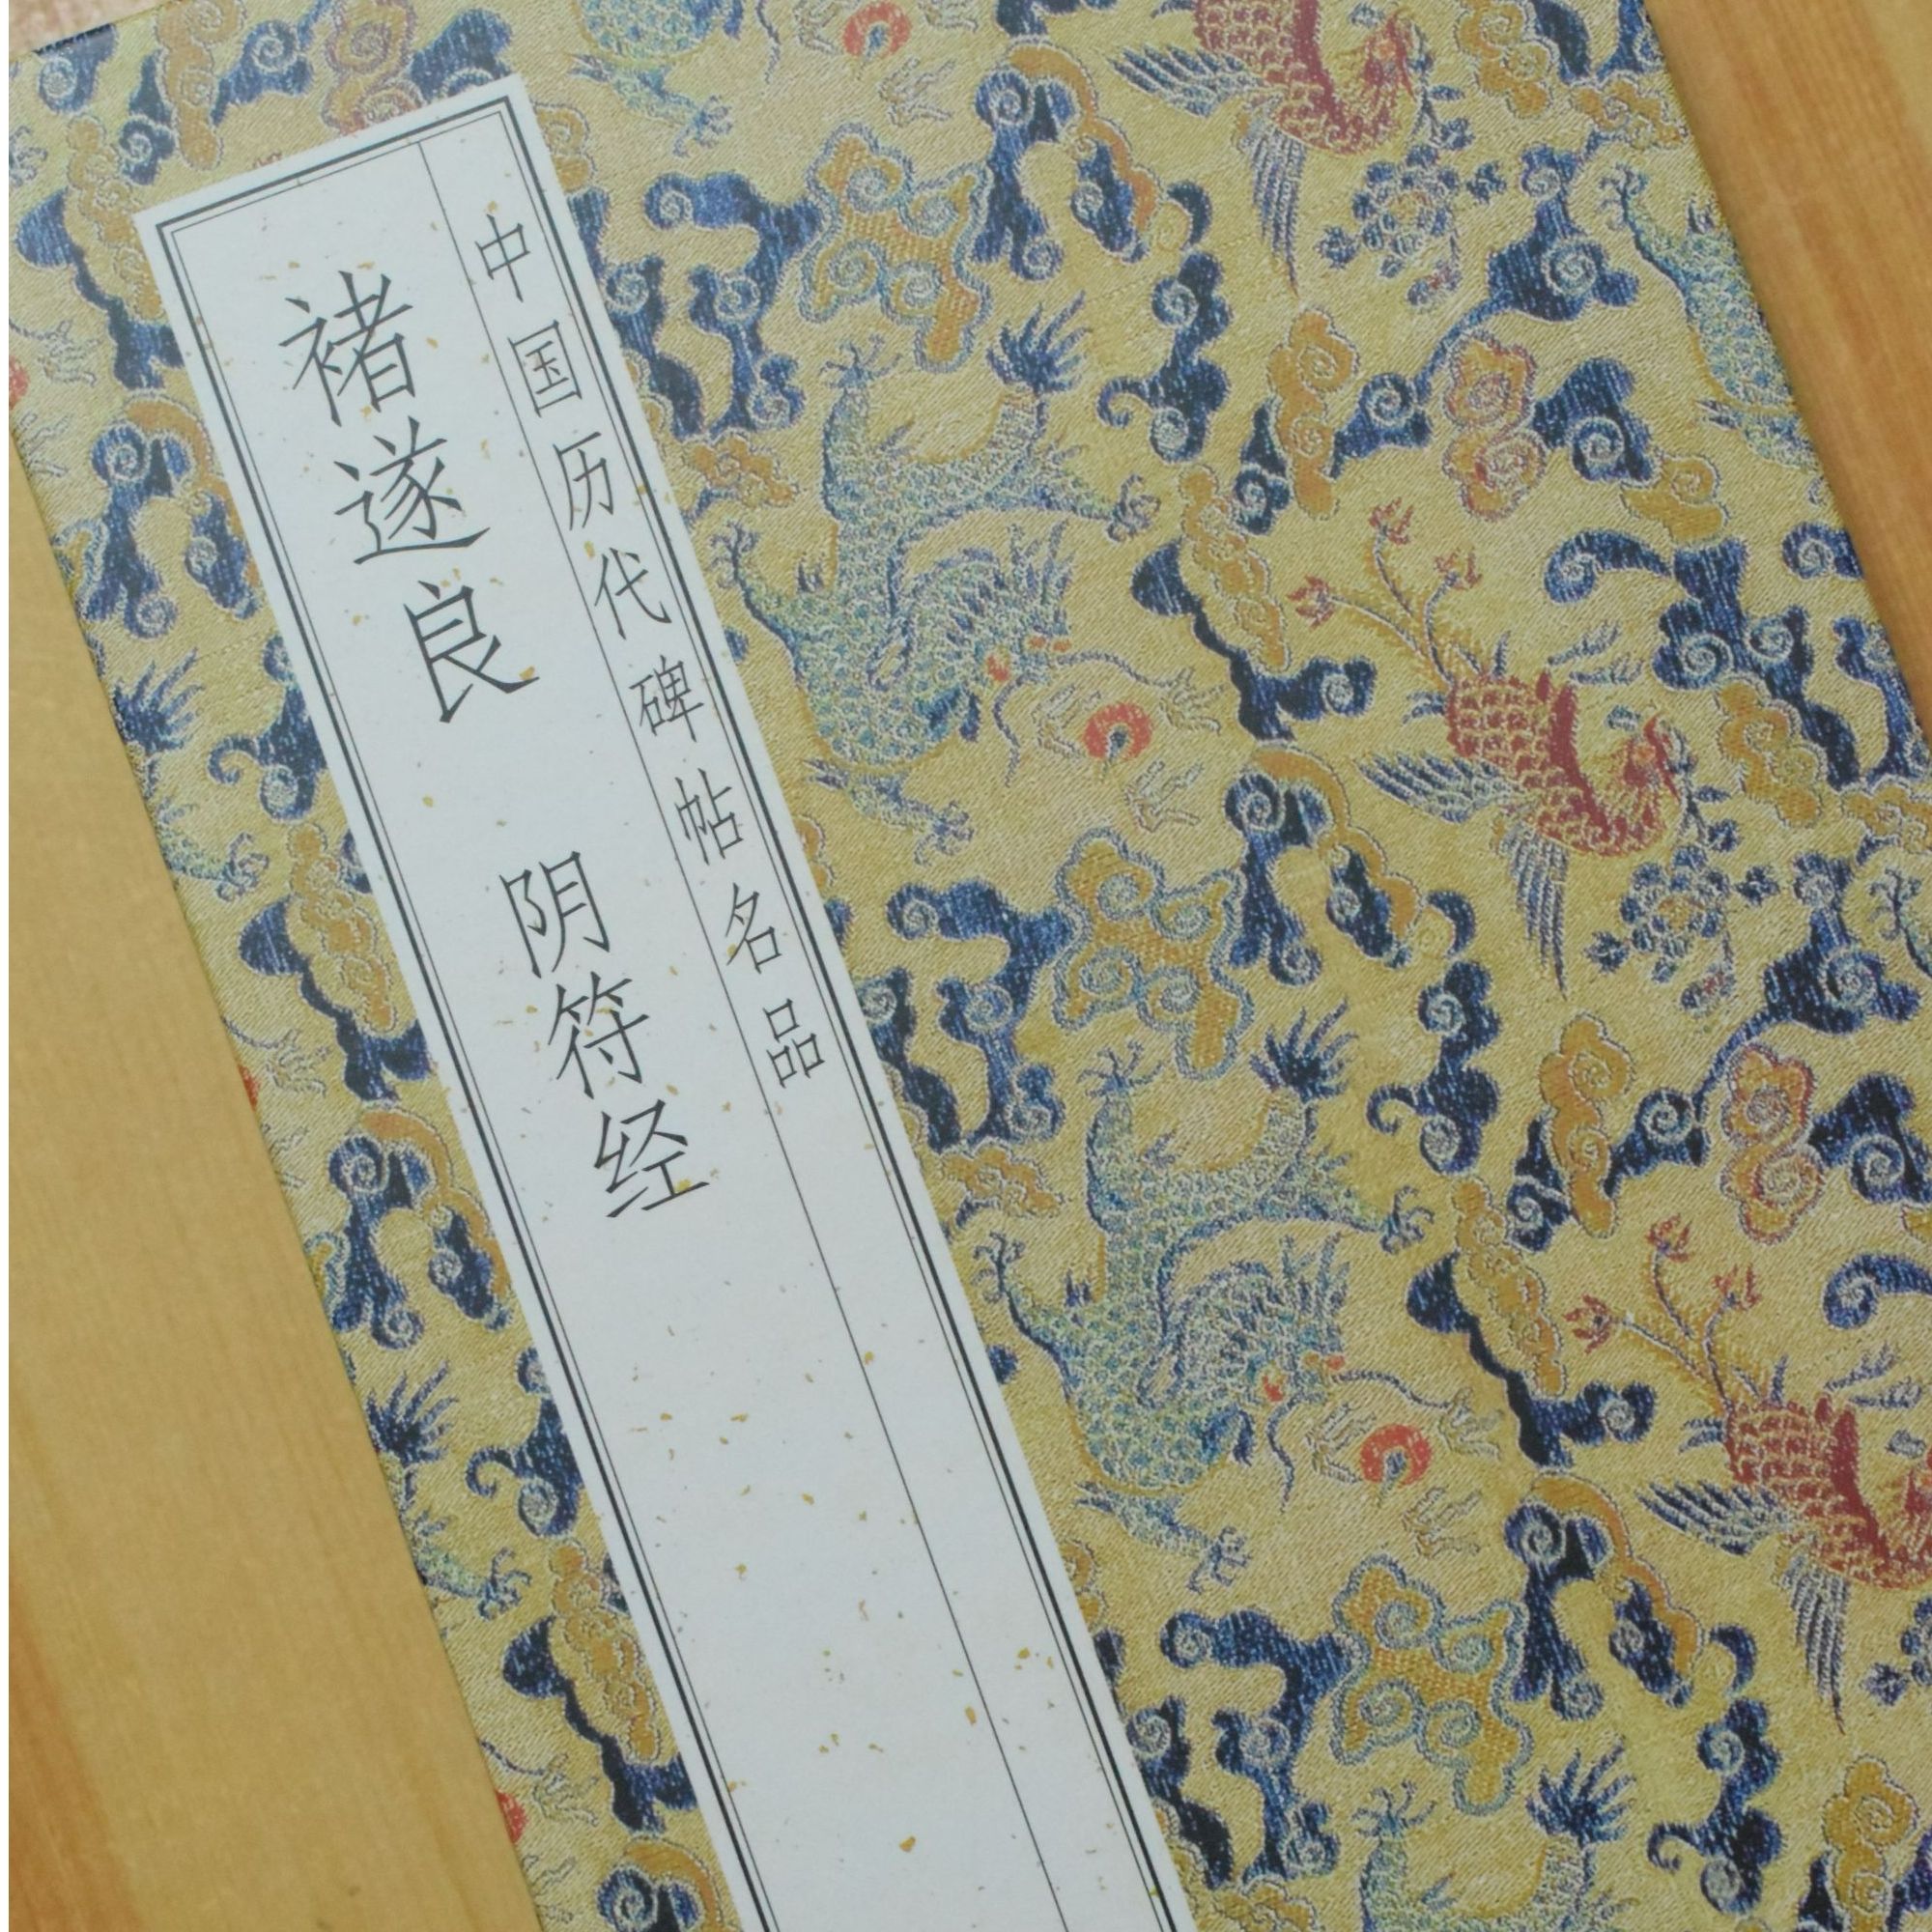 中国历代碑帖名品
褚遂良 阴符经